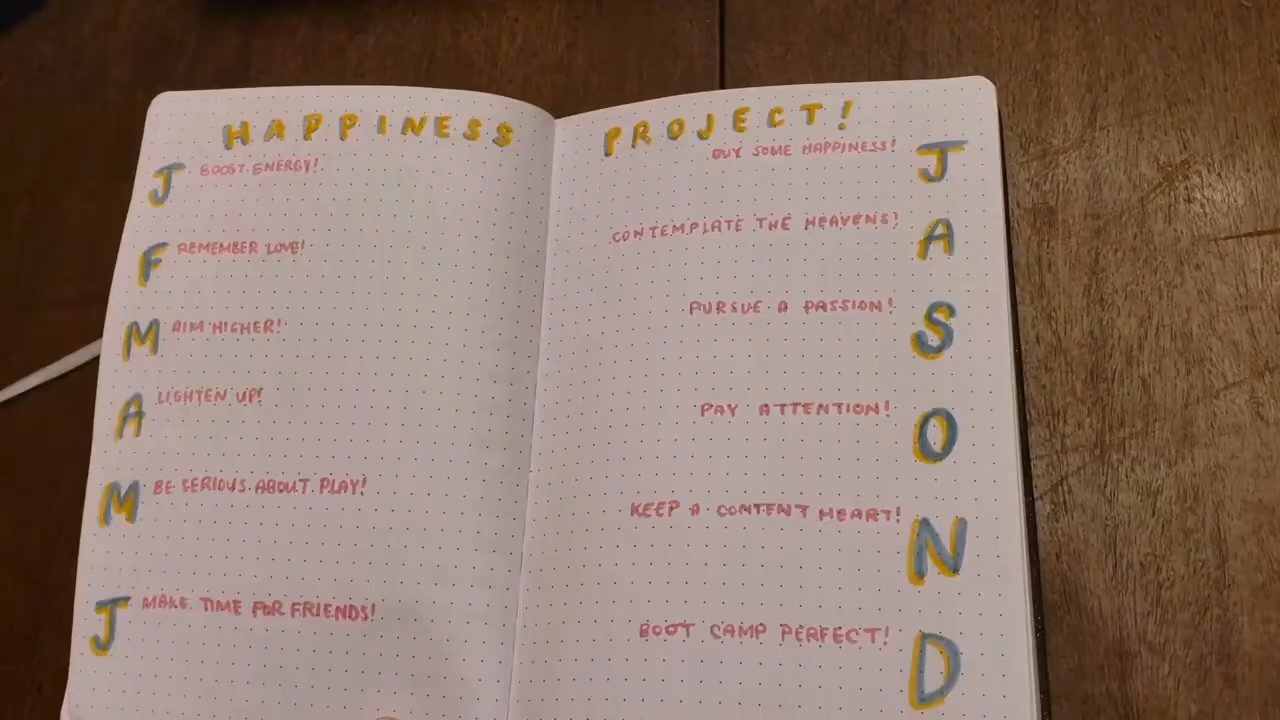 HAPPINESS PROJECT!
J BOOST ENERGY!
F REMEMBER LOVE!
M AIM HIGHER!
A LIGHTEN UP!
M BE SERIOUS ABOUT PLAY!
J MAKE TIME FOR FRIENDS!
BUY SOME HAPPINESS! J
CONTEMPLATE THE HEAVENS! A
PURSUE A PASSION! S
PAY ATTENTION! O
KEEP A CONTENT HEART! N
BOOT CAMP PERFECT! D